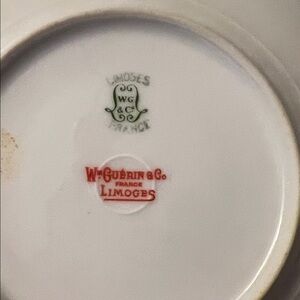 LIMOGES
WG
& Co
FRANCE
Wm GUÉRIN & Co
FRANCE
LIMOGES